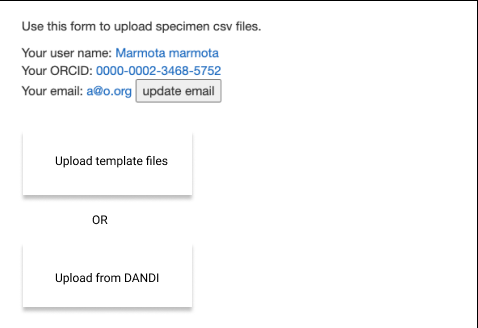 Use this form to upload specimen csv files.
Your user name: Marmota marmota
Your ORCID: 0000-0002-3468-5752
Your email: a@o.org update email
Upload template files
OR
Upload from DANDI